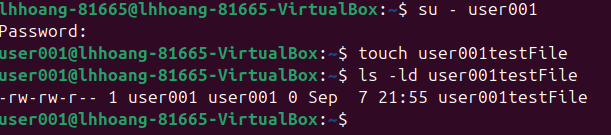 lhhoang-81665@lhhoang-81665-VirtualBox:~$ su - user001
Password:
user001@lhhoang-81665-VirtualBox:~$ touch user001testFile
user001@lhhoang-81665-VirtualBox:~$ ls -ld user001testFile
-rw-rw-r-- 1 user001 user001 0 Sep  7 21:55 user001testFile
user001@lhhoang-81665-VirtualBox:~$